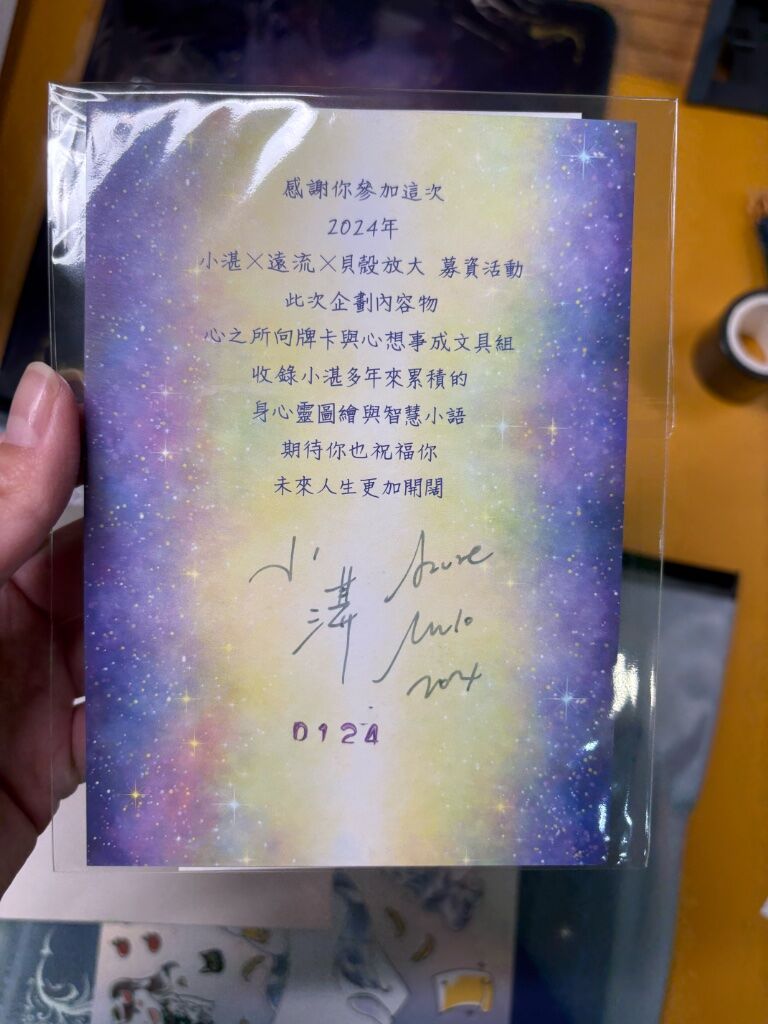 感謝你參加這次
2024年
小湛×遠流×貝殼放大 募資活動
此次企劃內容物
心之所向牌卡與心想事成文具組
收錄小湛多年來累積的
身心靈圖繪與智慧小語
期待你也祝福你
未來人生更加開闊
小湛
Azure
2024
0124